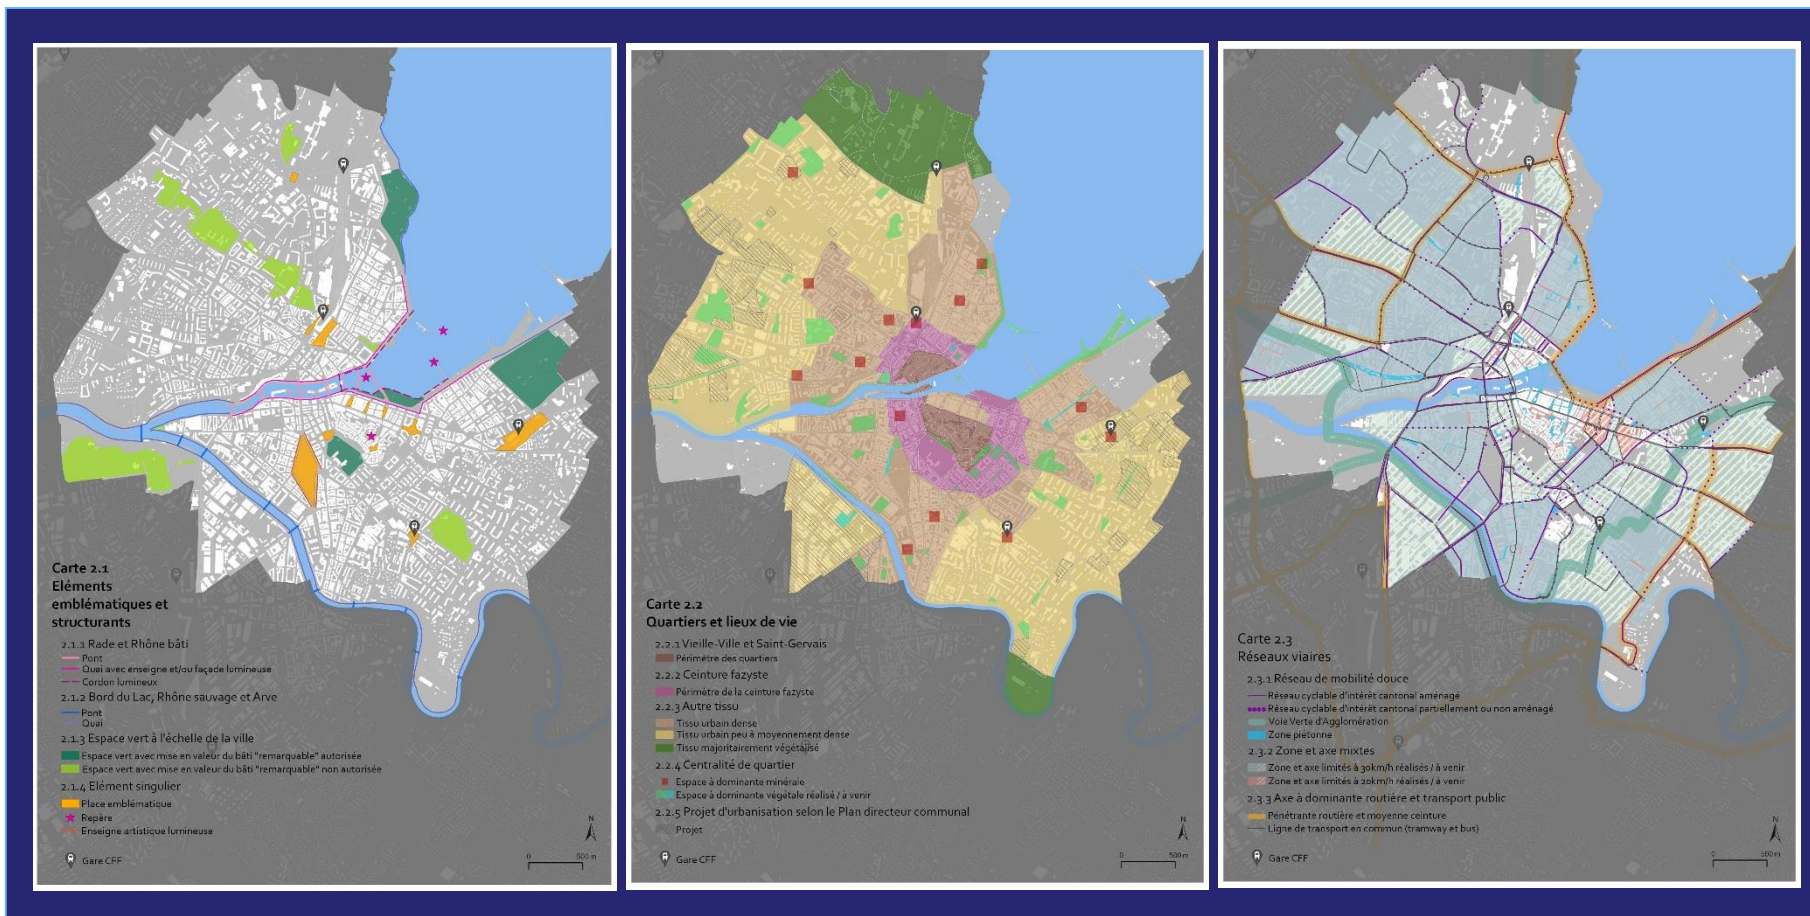 Carte 2.1
Eléments
emblématiques et
structurants
2.1.1 Rade et Rhône bâti
Pont
Quai avec enseigne et/ou façade lumineuse
Cordon lumineux
2.1.2 Bord du Lac, Rhône sauvage et Arve
Pont
Quai
2.1.3 Espace vert à l'échelle de la ville
Espace vert avec mise en valeur du bâti "remarquable" autorisée
Espace vert avec mise en valeur du bâti "remarquable" non autorisée
2.1.4 Elément singulier
Place emblématique
Repère
Enseigne artistique lumineuse
Gare CFF
N
0 500 m
Carte 2.2
Quartiers et lieux de vie
2.2.1 Vieille-Ville et Saint-Gervais
Périmètre des quartiers
2.2.2 Ceinture fazyste
Périmètre de la ceinture fazyste
2.2.3 Autre tissu
Tissu urbain dense
Tissu urbain peu à moyennement dense
Tissu majoritairement végétalisé
2.2.4 Centralité de quartier
Espace à dominante minérale
Espace à dominante végétale réalisé / à venir
2.2.5 Projet d'urbanisation selon le Plan directeur communal
Projet
Gare CFF
N
0 500 m
Carte 2.3
Réseaux viaires
2.3.1 Réseau de mobilité douce
Réseau cyclable d'intérêt cantonal aménagé
Réseau cyclable d'intérêt cantonal partiellement ou non aménagé
Voie Verte d'Agglomération
Zone piétonne
2.3.2 Zone et axe mixtes
Zone et axe limités à 30km/h réalisés / à venir
Zone et axe limités à 20km/h réalisés / à venir
2.3.3 Axe à dominante routière et transport public
Pénétrante routière et moyenne ceinture
Ligne de transport en commun (tramway et bus)
Gare CFF
N
0 500 m